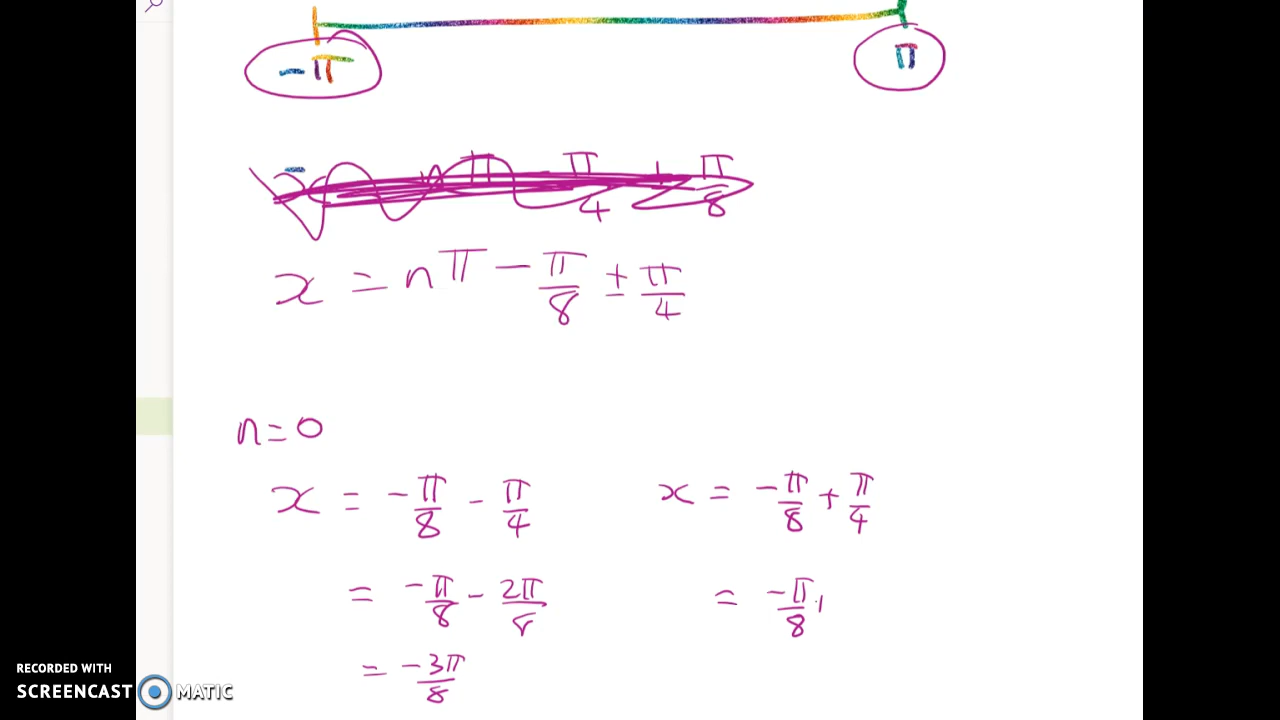 -π π
x = nπ - π/8 ± π/4
n = 0
x = -π/8 - π/4 x = -π/8 + π/4
= -π/8 - 2π/8 = -π/8 +
= -3π/8
RECORDED WITH
SCREENCAST MATIC